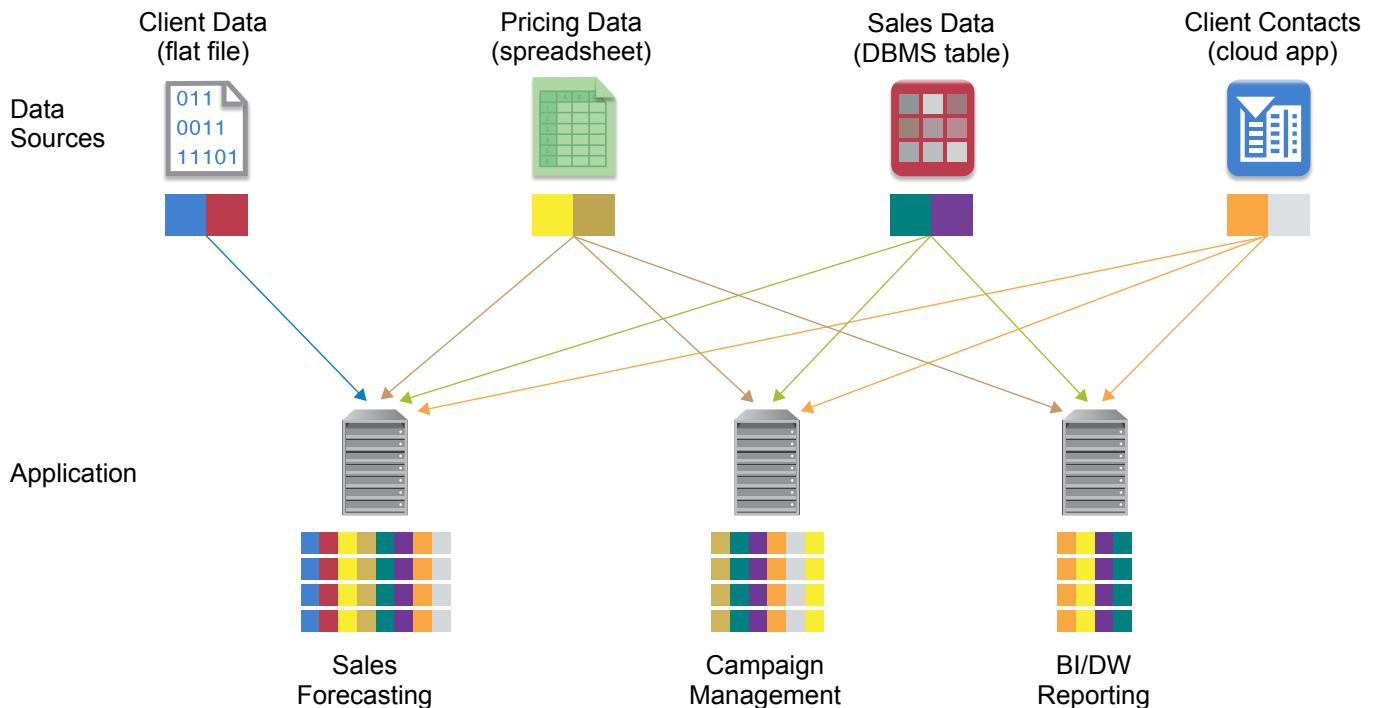 Client Data
(flat file)
Pricing Data
(spreadsheet)
Sales Data
(DBMS table)
Client Contacts
(cloud app)
Data
Sources
011
0011
11101
Application
Sales
Forecasting
Campaign
Management
BI/DW
Reporting